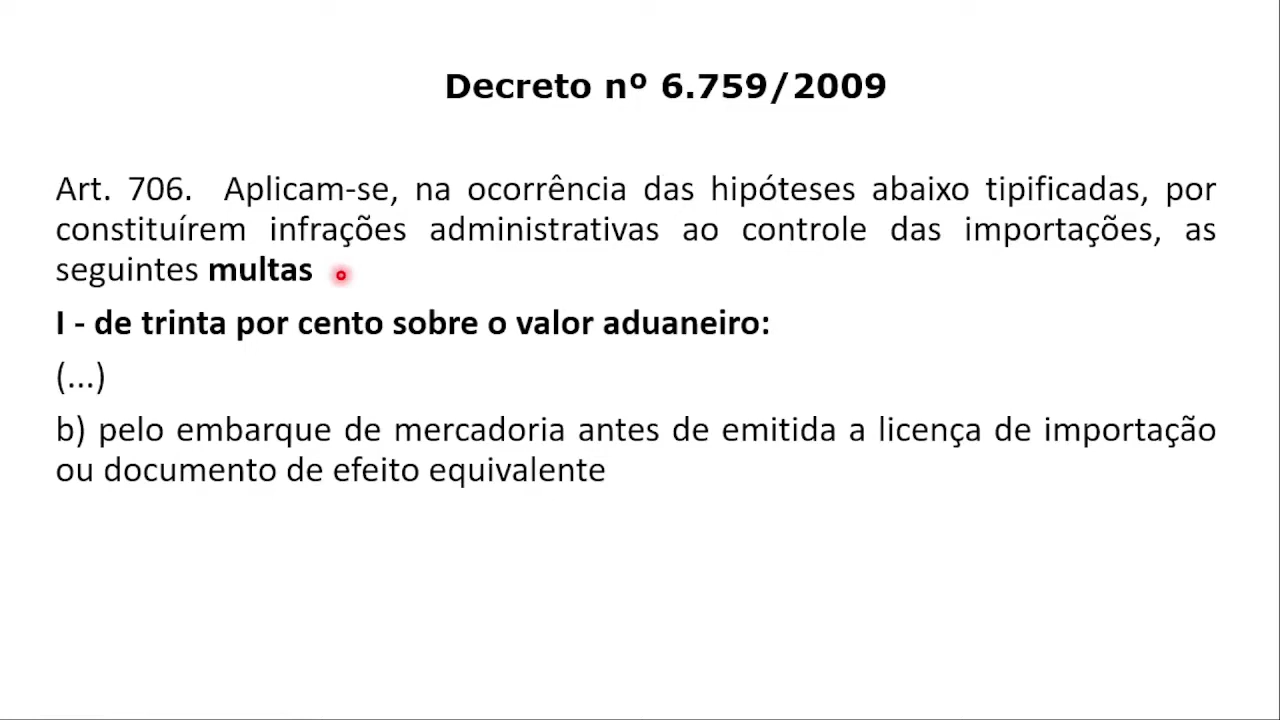 Decreto nº 6.759/2009
Art. 706. Aplicam-se, na ocorrência das hipóteses abaixo tipificadas, por
constituírem infrações administrativas ao controle das importações, as
seguintes multas
I - de trinta por cento sobre o valor aduaneiro:
(...)
b) pelo embarque de mercadoria antes de emitida a licença de importação
ou documento de efeito equivalente